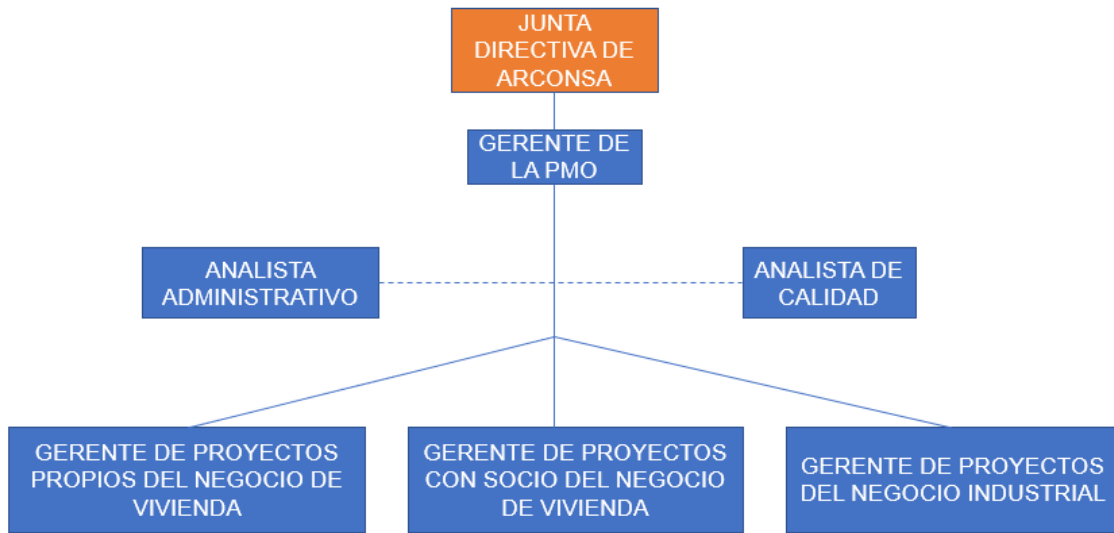 JUNTA
DIRECTIVA DE
ARCONSA
GERENTE DE
LA PMO
ANALISTA
ADMINISTRATIVO
ANALISTA DE
CALIDAD
GERENTE DE PROYECTOS
PROPIOS DEL NEGOCIO DE
VIVIENDA
GERENTE DE PROYECTOS
CON SOCIO DEL NEGOCIO
DE VIVIENDA
GERENTE DE PROYECTOS
DEL NEGOCIO INDUSTRIAL